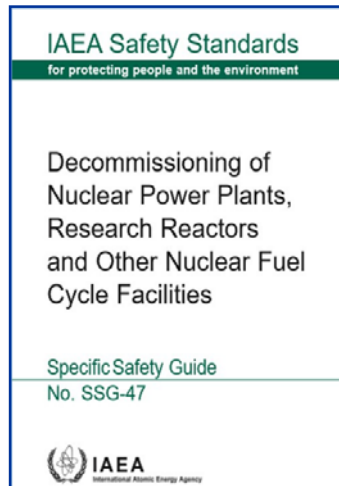 IAEA Safety Standards
for protecting people and the environment
Decommissioning of
Nuclear Power Plants,
Research Reactors
and Other Nuclear Fuel
Cycle Facilities
Specific Safety Guide
No. SSG-47
IAEA
International Atomic Energy Agency